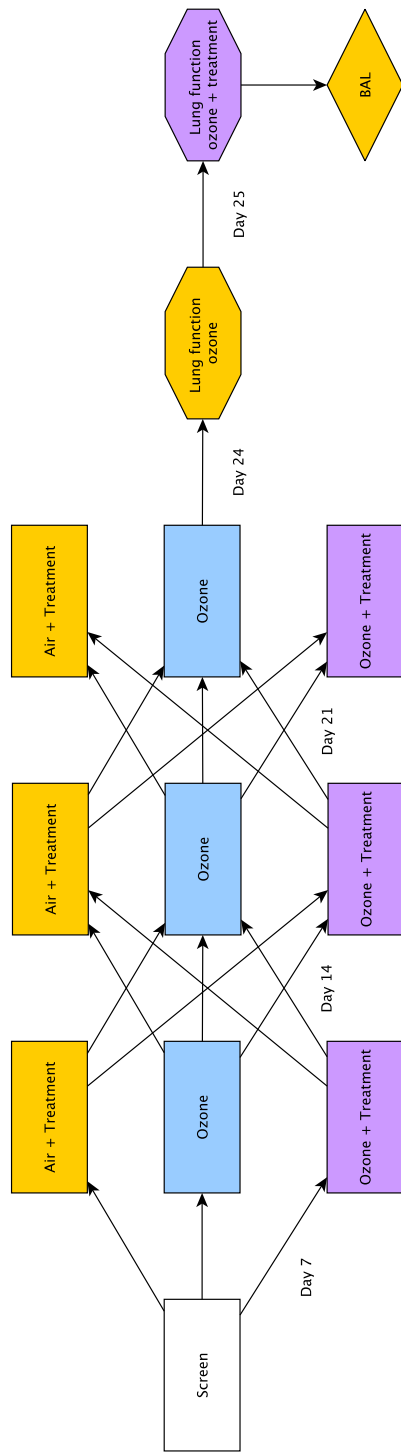 Screen
Day 7
Air + Treatment
Ozone
Ozone + Treatment
Day 14
Air + Treatment
Ozone
Ozone + Treatment
Day 21
Air + Treatment
Ozone
Ozone + Treatment
Day 24
Lung function
ozone
Day 25
Lung function
ozone + treatment
BAL